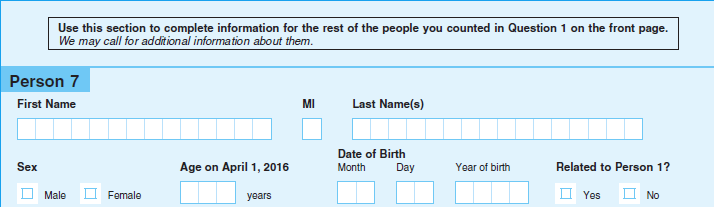 Use this section to complete information for the rest of the people you counted in Question 1 on the front page.
We may call for additional information about them.
Person 7
First Name MI Last Name(s)
Date of Birth
Sex Age on April 1, 2016 Month Day Year of birth Related to Person 1?
Male Female years Yes No